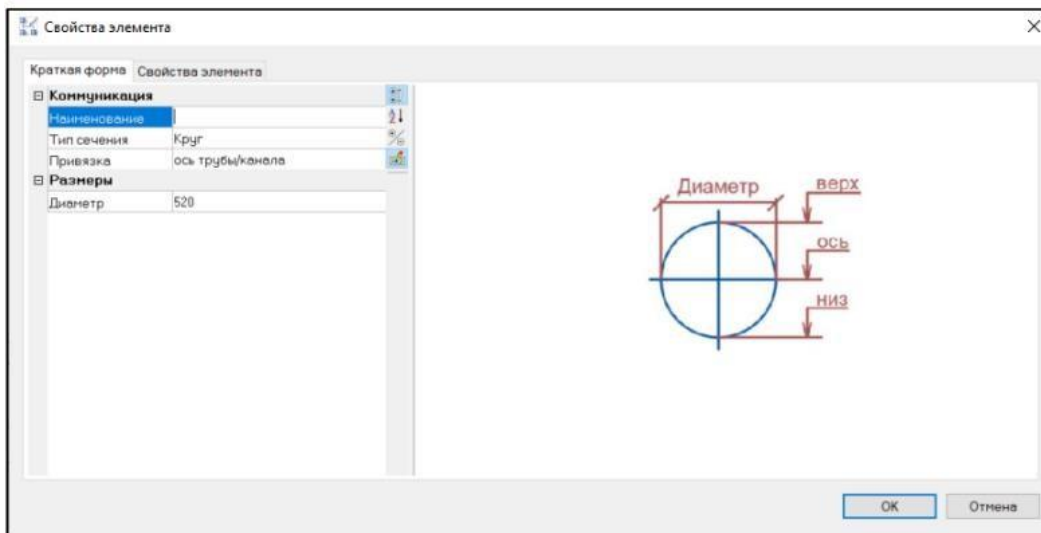 Свойства элемента
Краткая форма Свойства элемента
Коммуникация
Наименование
Тип сечения Круг
Привязка ось трубы/канала
Размеры
Диаметр 520
Диаметр
верх
ось
низ
ОК Отмена